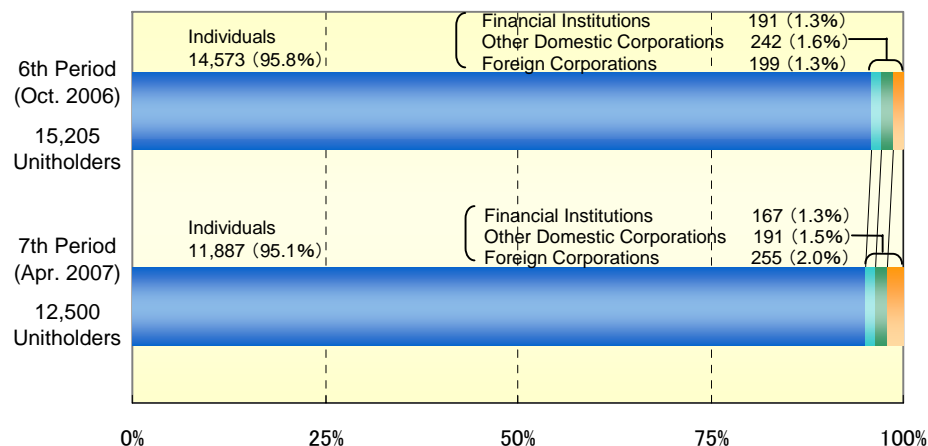 Financial Institutions 191 (1.3%)
Individuals
Other Domestic Corporations 242 (1.6%)
14,573 (95.8%)
Foreign Corporations 199 (1.3%)
6th Period
(Oct. 2006)
15,205
Unitholders
Financial Institutions 167 (1.3%)
Individuals
Other Domestic Corporations 191 (1.5%)
11,887 (95.1%)
Foreign Corporations 255 (2.0%)
7th Period
(Apr. 2007)
12,500
Unitholders
0% 25% 50% 75% 100%